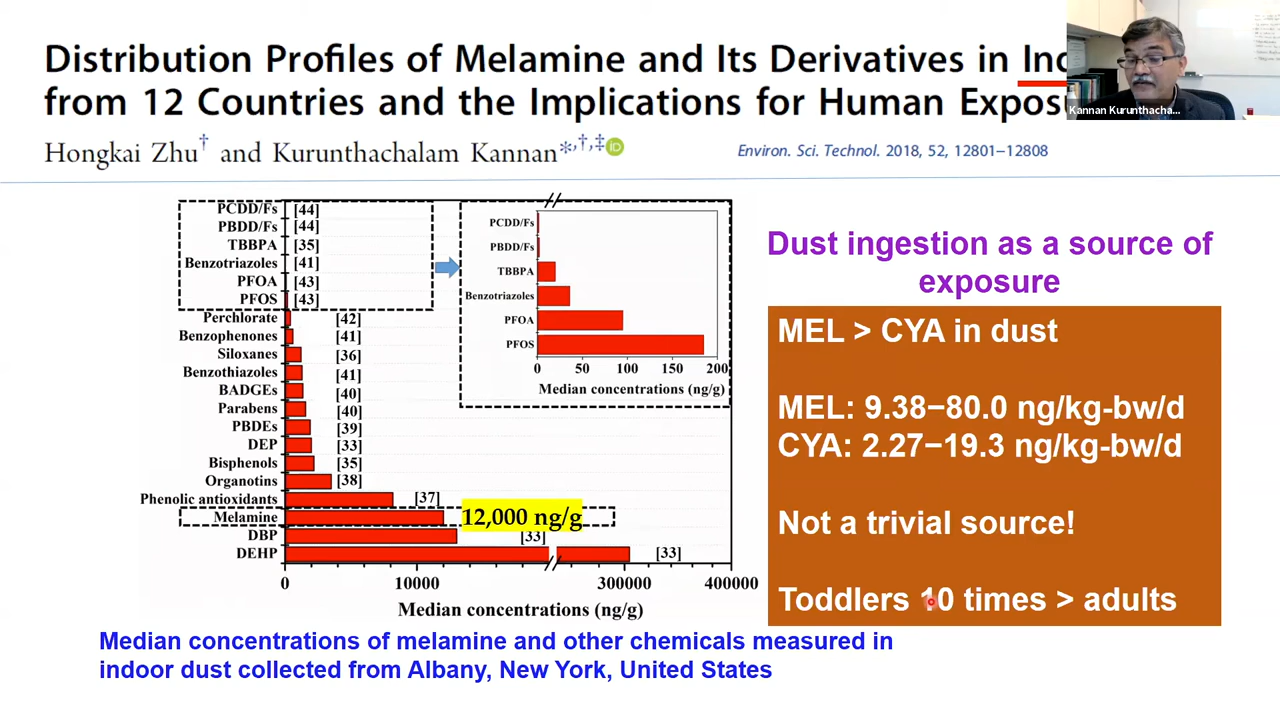 Distribution Profiles of Melamine and Its Derivatives in
from 12 Countries and the Implications for Human
Hongkai Zhu† and Kurunthachalam Kannan*,†,‡ iD
Environ. Sci. Technol. 2018, 52, 12801−12808
Kannan Kurunthacha...
PCDD/Fs [44]
PBDD/Fs [44]
TBBPA [35]
Benzotriazoles [41]
PFOA [43]
PFOS [43]
Perchlorate [42]
Benzophenones [41]
Siloxanes [36]
Benzothiazoles [41]
BADGEs [40]
Parabens [40]
PBDEs [39]
DEP [33]
Bisphenols [35]
Organotins [38]
Phenolic antioxidants [37]
Melamine 12,000 ng/g
DBP [33]
DEHP [33]
0 10000 300000 400000
Median concentrations (ng/g)
PCDD/Fs
PBDD/Fs
TBBPA
Benzotriazoles
PFOA
PFOS
0 50 100 150 200
Median concentrations (ng/g)
Median concentrations of melamine and other chemicals measured in
indoor dust collected from Albany, New York, United States
Dust ingestion as a source of
exposure
MEL > CYA in dust
MEL: 9.38−80.0 ng/kg-bw/d
CYA: 2.27−19.3 ng/kg-bw/d
Not a trivial source!
Toddlers 10 times > adults